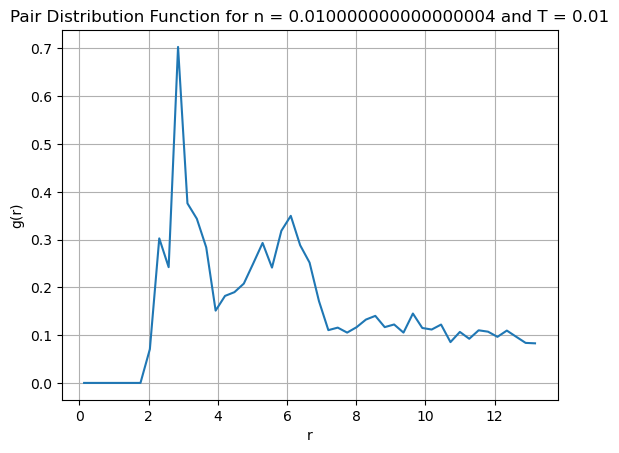 Pair Distribution Function for n = 0.010000000000000004 and T = 0.01
0.7
0.6
0.5
0.4
0.3
0.2
0.1
0.0
g(r)
0 2 4 6 8 10 12
r